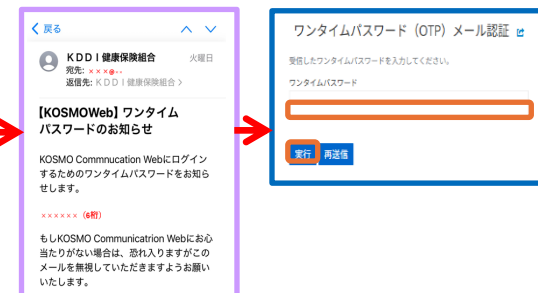 戻る
KDDI健康保険組合 火曜日
宛先: ×××@..
返信先: KDDI健康保険組合 >
【KOSMOWeb】ワンタイム
パスワードのお知らせ
KOSMO Commnucation Webにログイン
するためのワンタイムパスワードをお知ら
せします。
×××××× (6桁)
もしKOSMO Communicatrion Webにお心
当たりがない場合は、恐れ入りますがこの
メールを無視していただきますようお願い
いたします。
ワンタイムパスワード（OTP）メール認証
受信したワンタイムパスワードを入力してください。
ワンタイムパスワード
実行 再送信